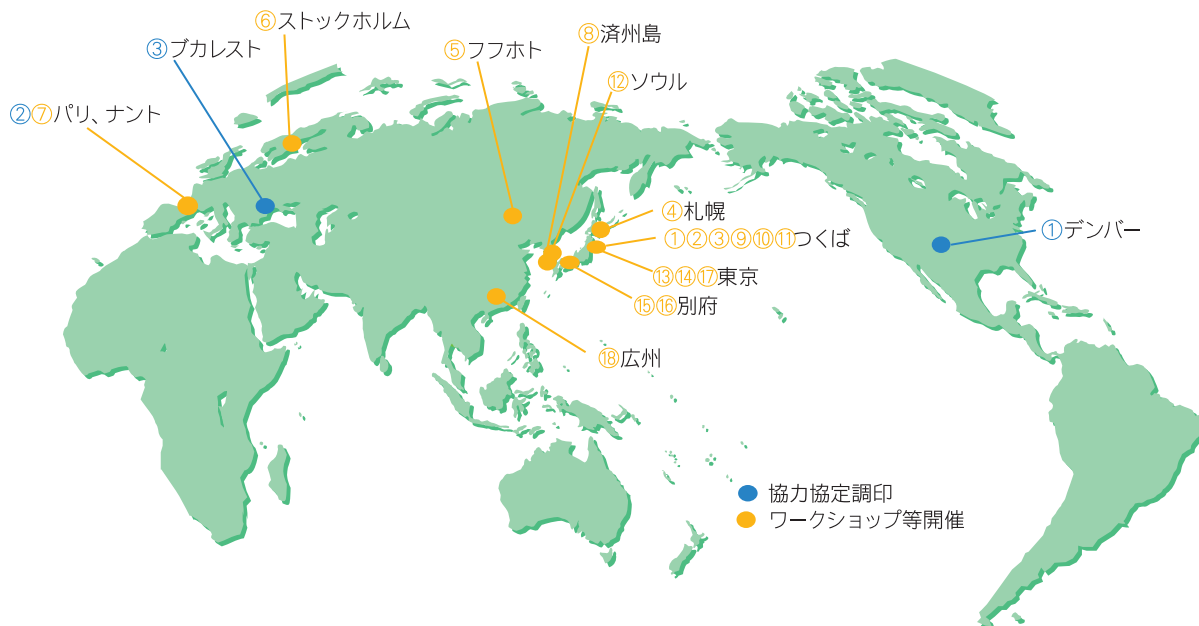 ⑥ストックホルム
⑧済州島
③ブカレスト
⑤フフホト
⑫ソウル
②⑦パリ、ナント
④札幌
①②③⑨⑩⑪つくば
①デンバー
⑬⑭⑰東京
⑮⑯別府
⑱広州
協力協定調印
ワークショップ等開催